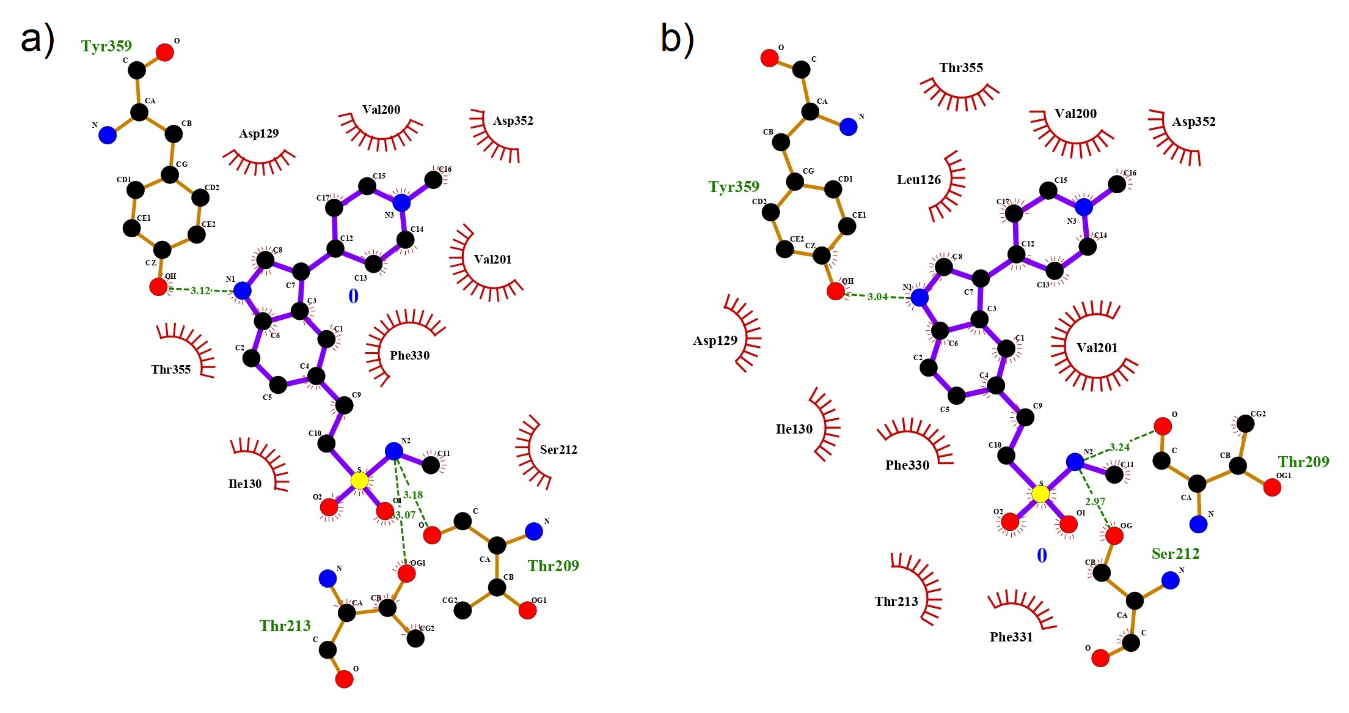 a)
Tyr359
O
C
CA
N
CB
CG
CD1
CD2
CE1
CE2
CZ
OH
3.12
Asp129
Val200
Asp352
C16
C15
C17
N3
C14
C12
C13
C8
N1
C7
C3
C6
C1
C2
C4
C5
0
Val201
Thr355
Phe330
C9
C10
N2
C11
S
O2
O1
3.18
3.07
Ile130
Ser212
O
C
N
CA
CB
CG2
OG1
Thr209
N
OG1
CA
CB
CG2
Thr213
C
O
b)
O
C
CA
N
CB
CG
CD1
Tyr359
CD2
CE1
CE2
CZ
OH
3.04
Thr355
Val200
Asp352
Leu126
C16
C15
C17
N3
C14
C12
C13
C8
N1
C7
C3
C6
C1
C2
C4
C5
Asp129
Val201
Ile130
Phe330
C9
C10
N2
C11
S
O2
O1
0
3.24
2.97
O
C
CG2
CB
Thr209
OG1
CA
N
OG
Ser212
CB
N
CA
C
O
Thr213
Phe331